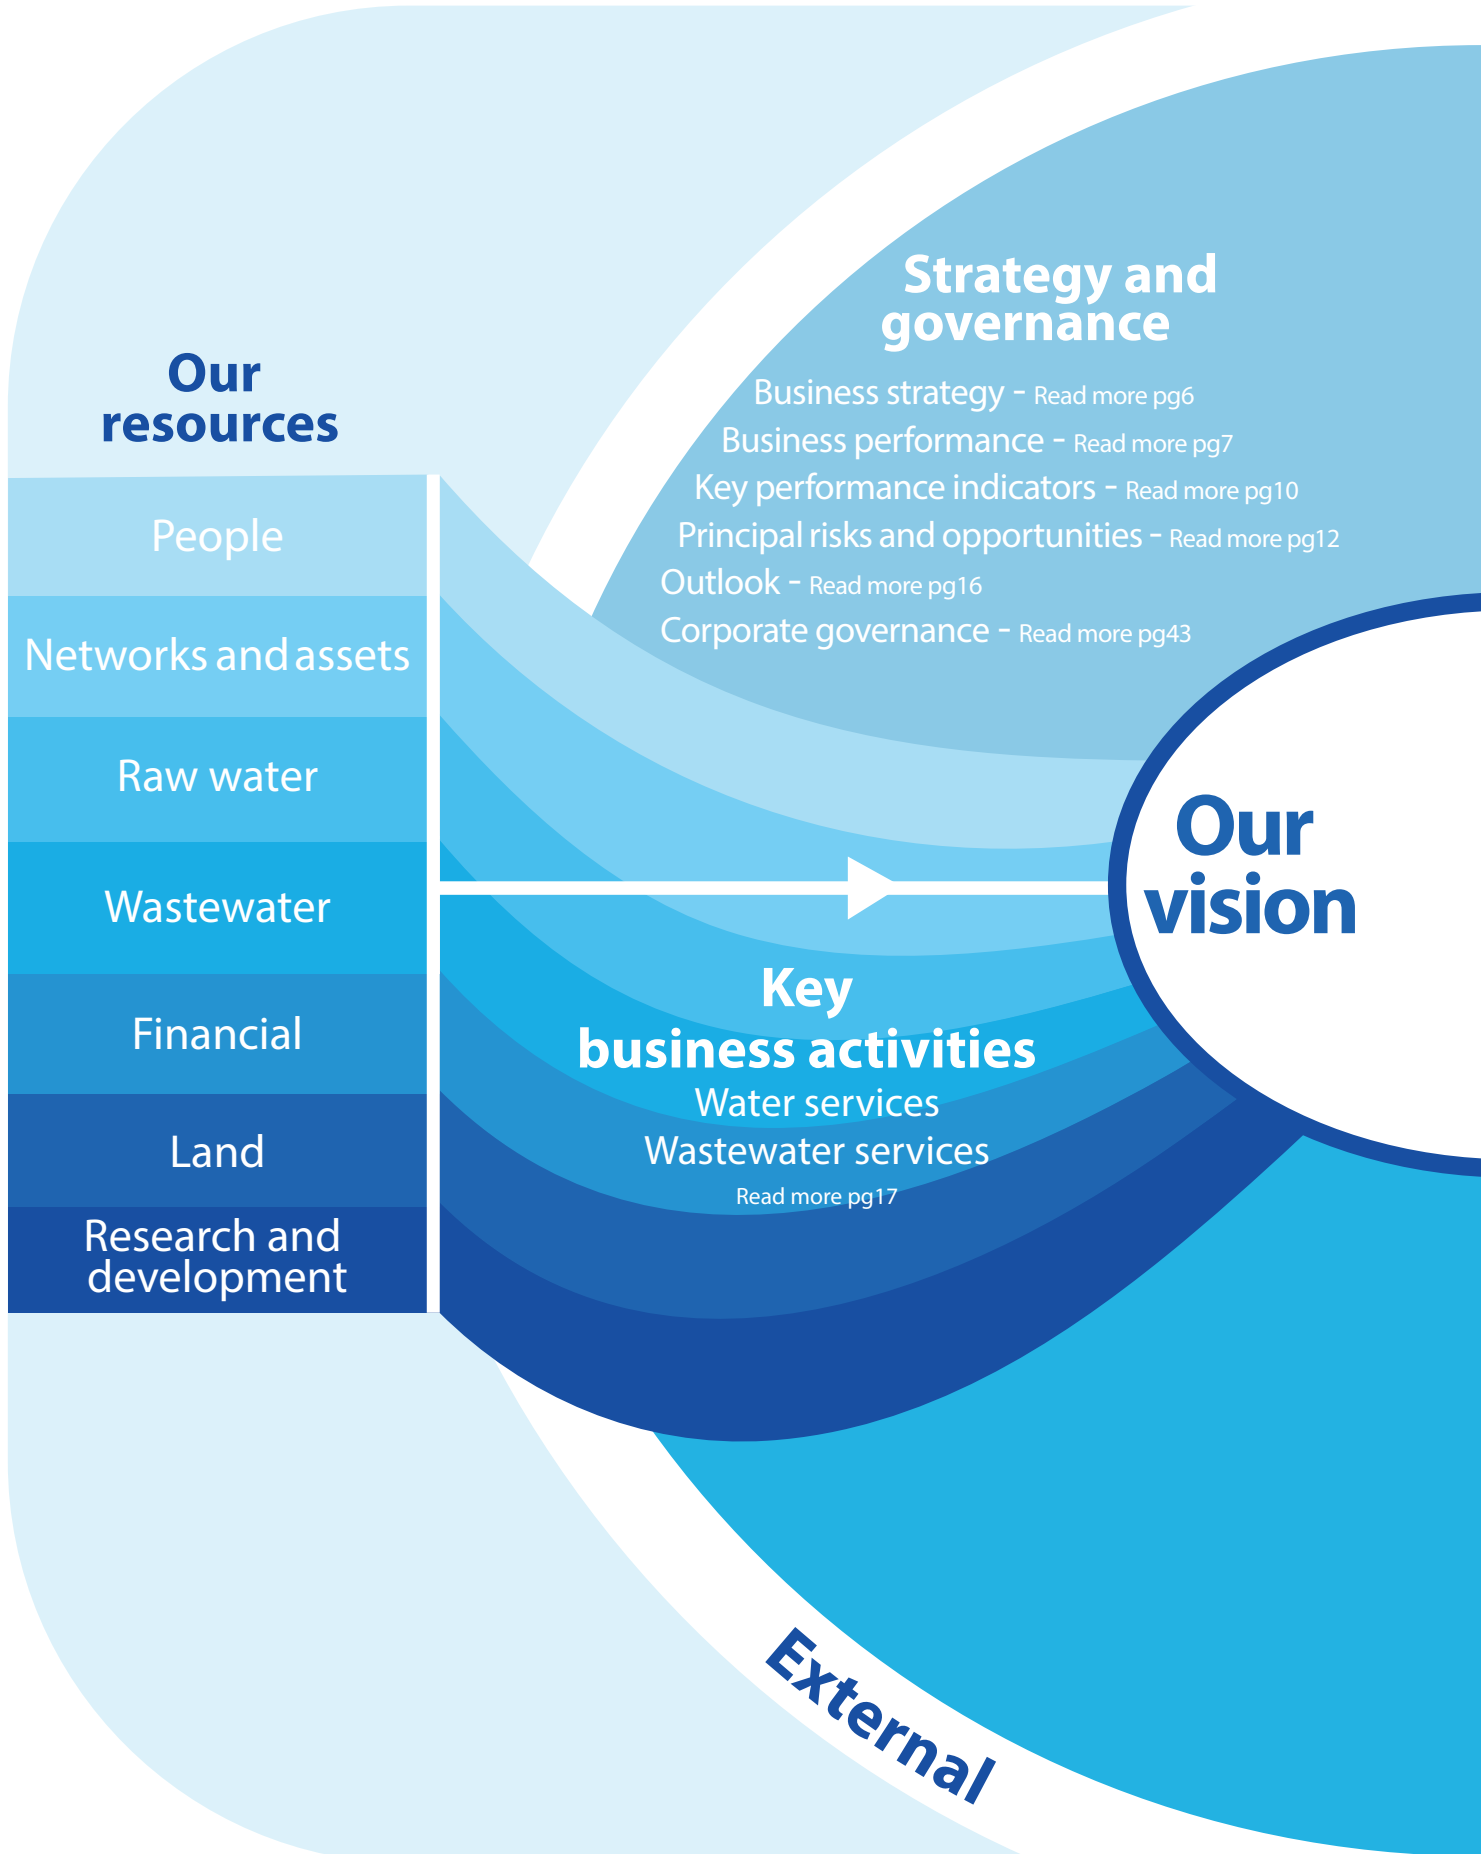 Our
resources
People
Networks and assets
Raw water
Wastewater
Financial
Land
Research and
development
Strategy and
governance
Business strategy - Read more pg6
Business performance - Read more pg7
Key performance indicators - Read more pg10
Principal risks and opportunities - Read more pg12
Outlook - Read more pg16
Corporate governance - Read more pg43
Key
business activities
Water services
Wastewater services
Read more pg17
Our
vision
External